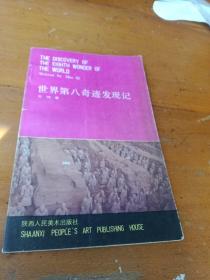 THE DISCOVERY OF
THE EIGHTH WONDER OF
THE WORLD
世界第八奇迹发现记
陕西人民美术出版社
SHAANXI PEOPLE'S ART PUBLISHING HOUSE